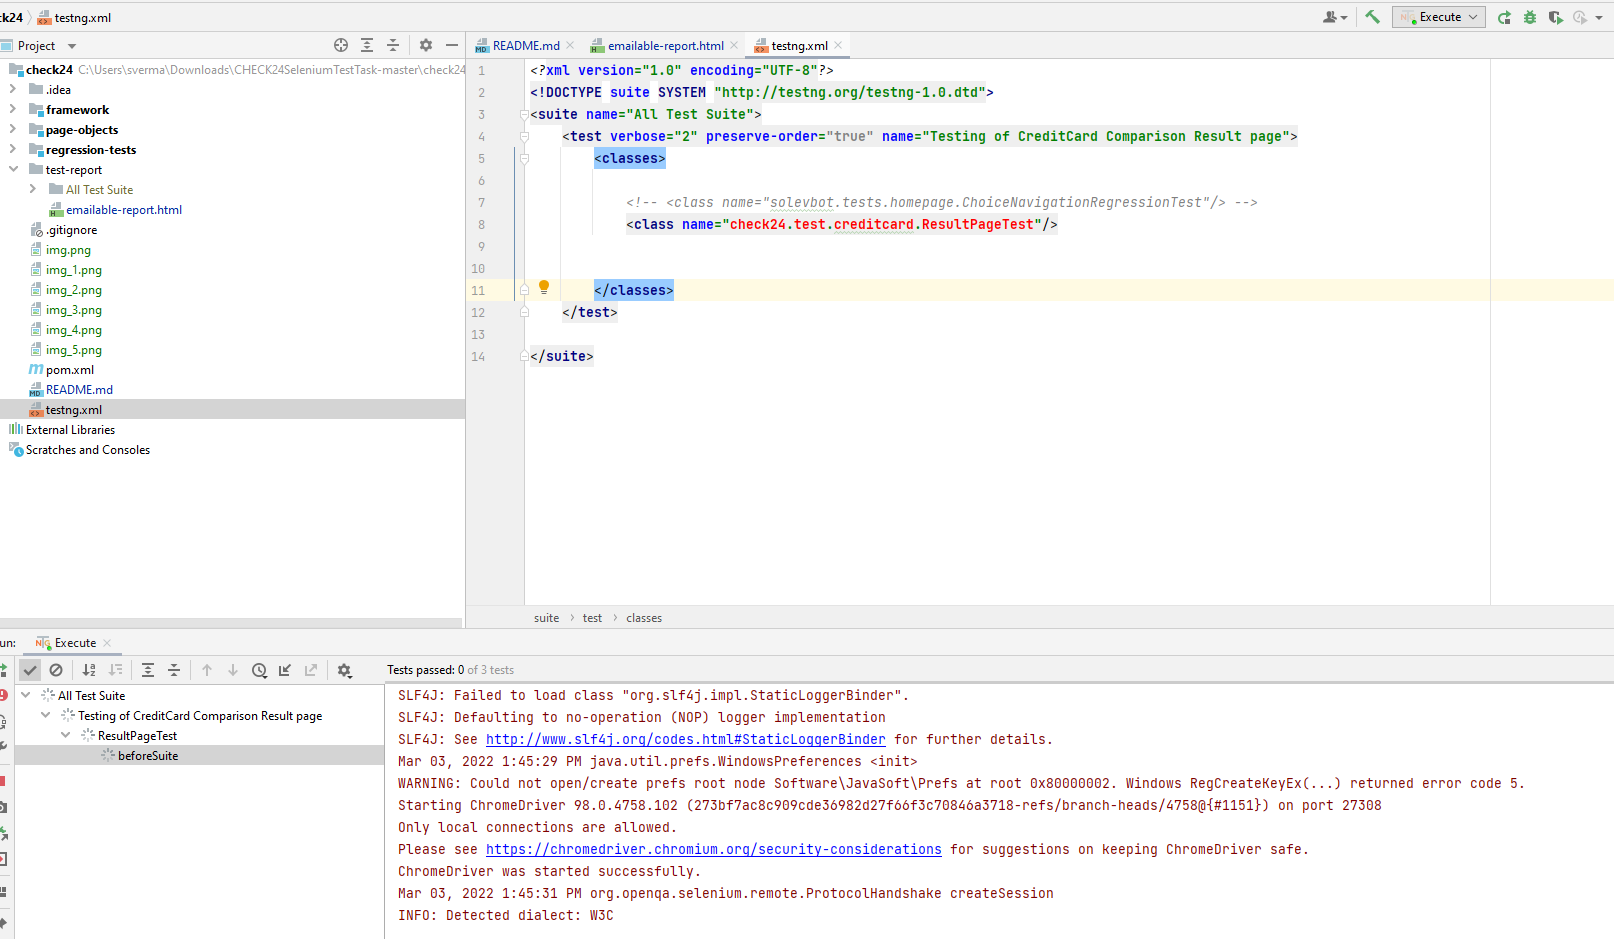 ck24 testng.xml Execute
Project
README.md emailable-report.html testng.xml
check24 C:\Users\sverma\Downloads\CHECK24SeleniumTestTask-master\check24
.idea
framework
page-objects
regression-tests
test-report
All Test Suite
emailable-report.html
.gitignore
img.png
img_1.png
img_2.png
img_3.png
img_4.png
img_5.png
pom.xml
README.md
testng.xml
External Libraries
Scratches and Consoles
1 <?xml version="1.0" encoding="UTF-8"?>
2 <!DOCTYPE suite SYSTEM "http://testng.org/testng-1.0.dtd">
3 <suite name="All Test Suite">
4 <test verbose="2" preserve-order="true" name="Testing of CreditCard Comparison Result page">
5 <classes>
6
7 <!-- <class name="solevbot.tests.homepage.ChoiceNavigationRegressionTest"/> -->
8 <class name="check24.test.creditcard.ResultPageTest"/>
9
10
11 </classes>
12 </test>
13
14 </suite>
suite test classes
un: Execute
Tests passed: 0 of 3 tests
All Test Suite
Testing of CreditCard Comparison Result page
ResultPageTest
beforeSuite
SLF4J: Failed to load class "org.slf4j.impl.StaticLoggerBinder".
SLF4J: Defaulting to no-operation (NOP) logger implementation
SLF4J: See http://www.slf4j.org/codes.html#StaticLoggerBinder for further details.
Mar 03, 2022 1:45:29 PM java.util.prefs.WindowsPreferences <init>
WARNING: Could not open/create prefs root node Software\JavaSoft\Prefs at root 0x80000002. Windows RegCreateKeyEx(...) returned error code 5.
Starting ChromeDriver 98.0.4758.102 (273bf7ac8c909cde36982d27f66f3c70846a3718-refs/branch-heads/4758@{#1151}) on port 27308
Only local connections are allowed.
Please see https://chromedriver.chromium.org/security-considerations for suggestions on keeping ChromeDriver safe.
ChromeDriver was started successfully.
Mar 03, 2022 1:45:31 PM org.openqa.selenium.remote.ProtocolHandshake createSession
INFO: Detected dialect: W3C